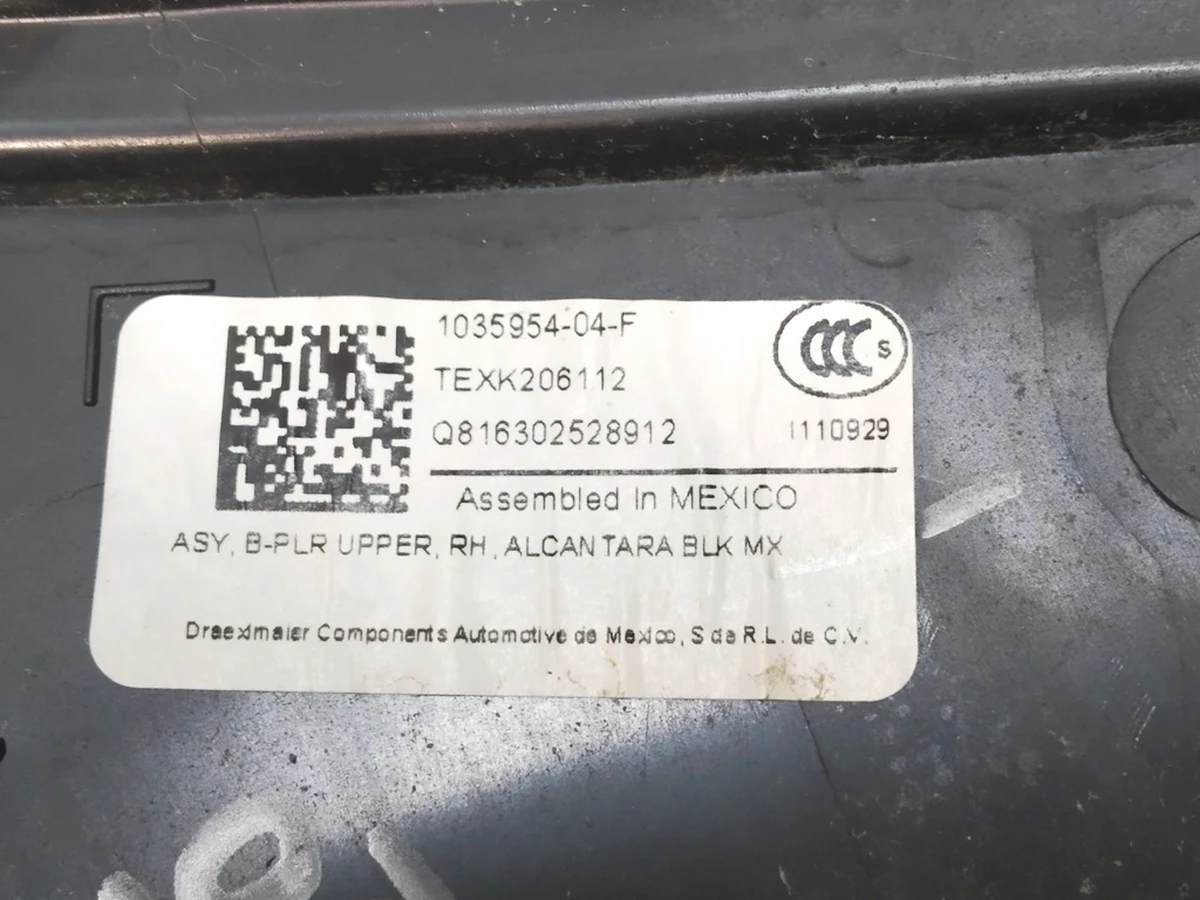 1035954-04-F
TEXK206112
CCC S
Q816302528912 I110929
Assembled In MEXICO
ASY, B-PLR UPPER, RH, ALCANTARA BLK MX
Draexlmaier Components Automotive de Mexico, S de R.L. de C.V.